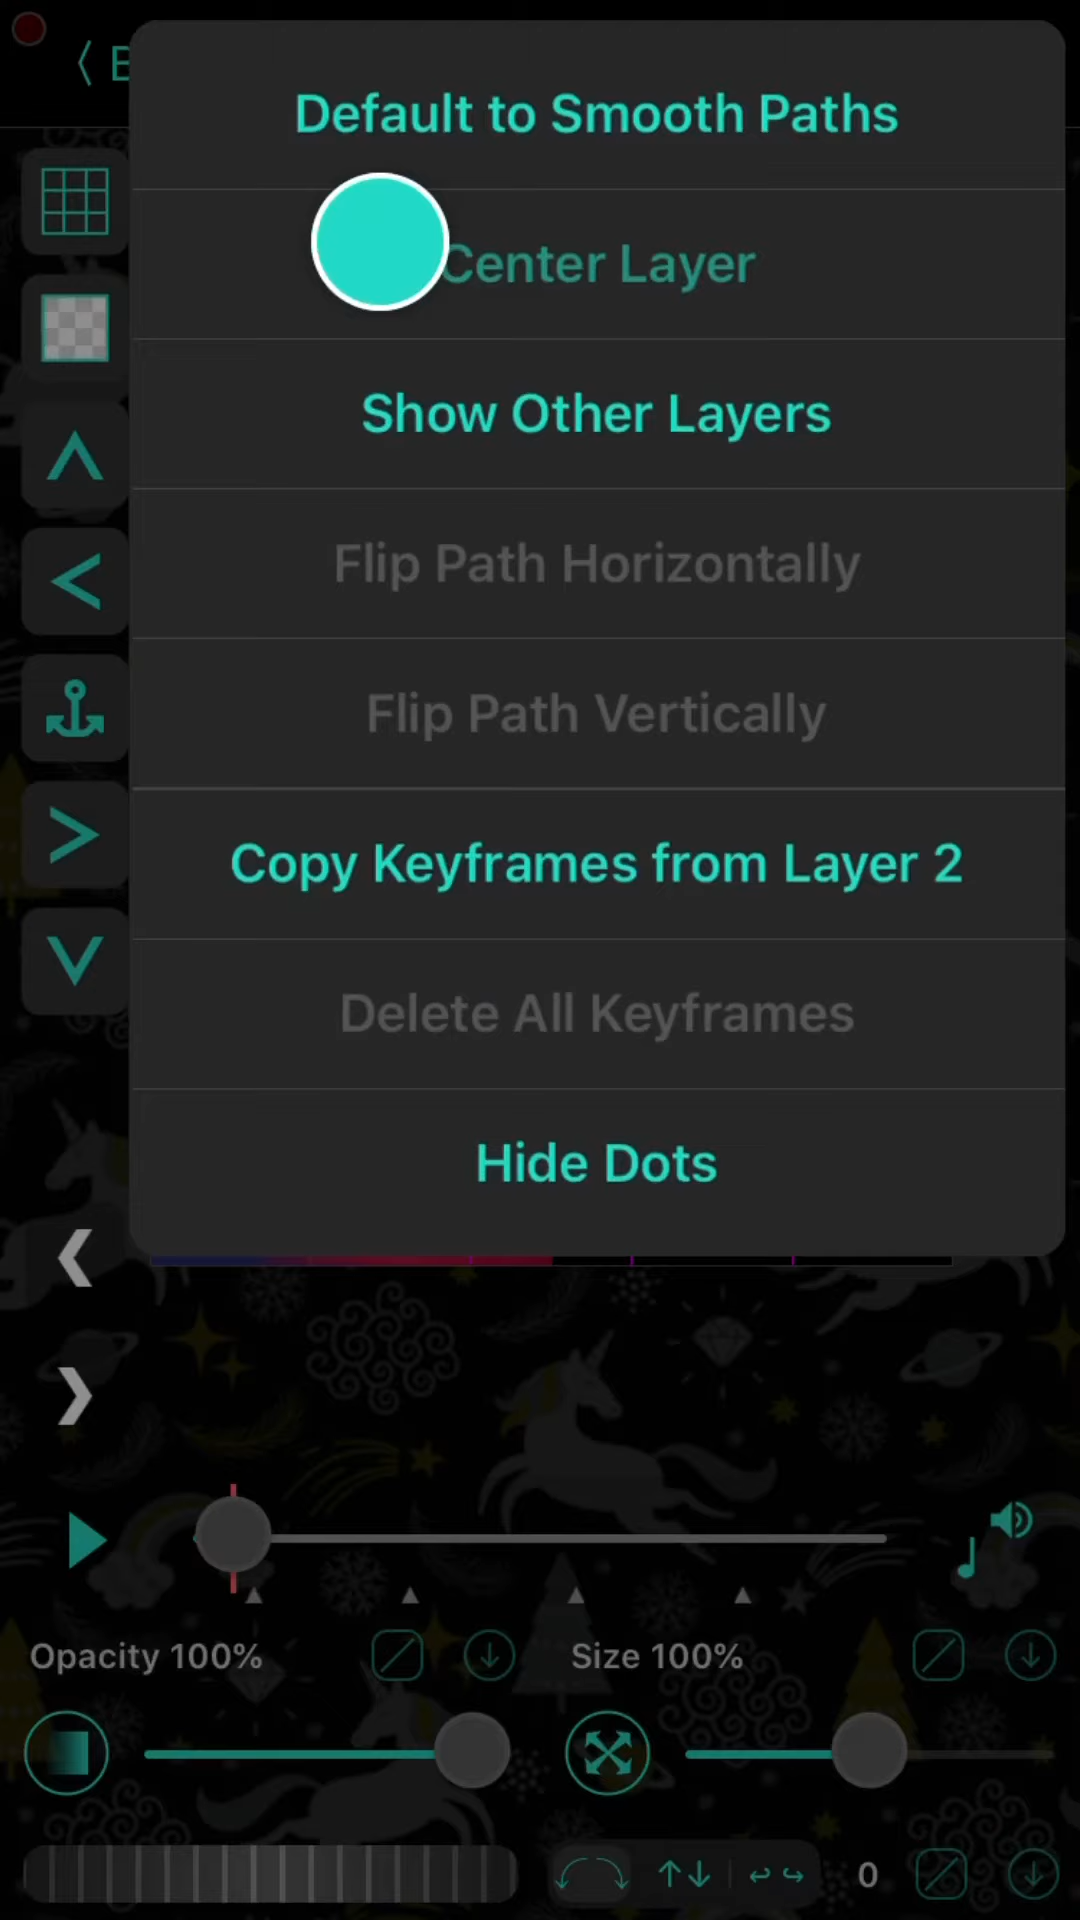 Default to Smooth Paths
Center Layer
Show Other Layers
Flip Path Horizontally
Flip Path Vertically
Copy Keyframes from Layer 2
Delete All Keyframes
Hide Dots
Opacity 100%
Size 100%
0